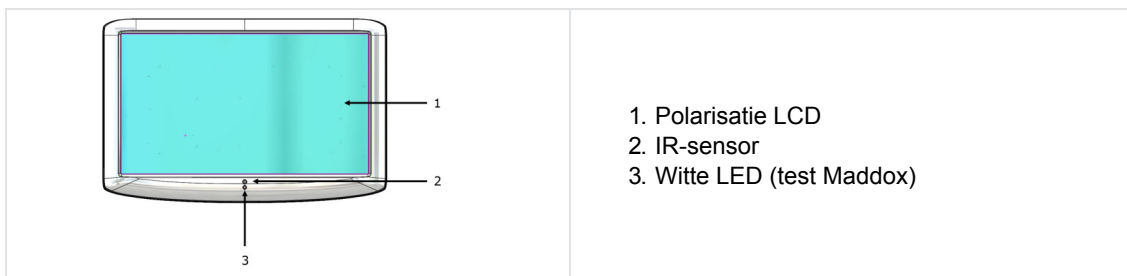 1
2
3
1. Polarisatie LCD
2. IR-sensor
3. Witte LED (test Maddox)